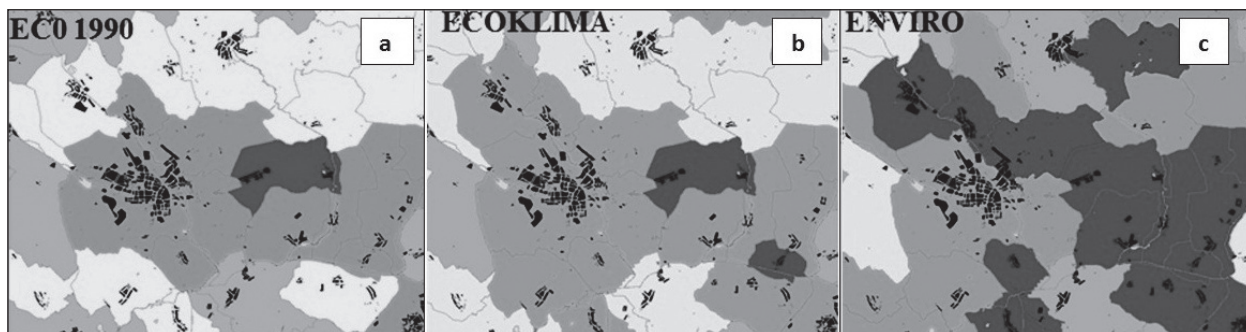 EC0 1990
a
ECOKLIMA
b
ENVIRO
c